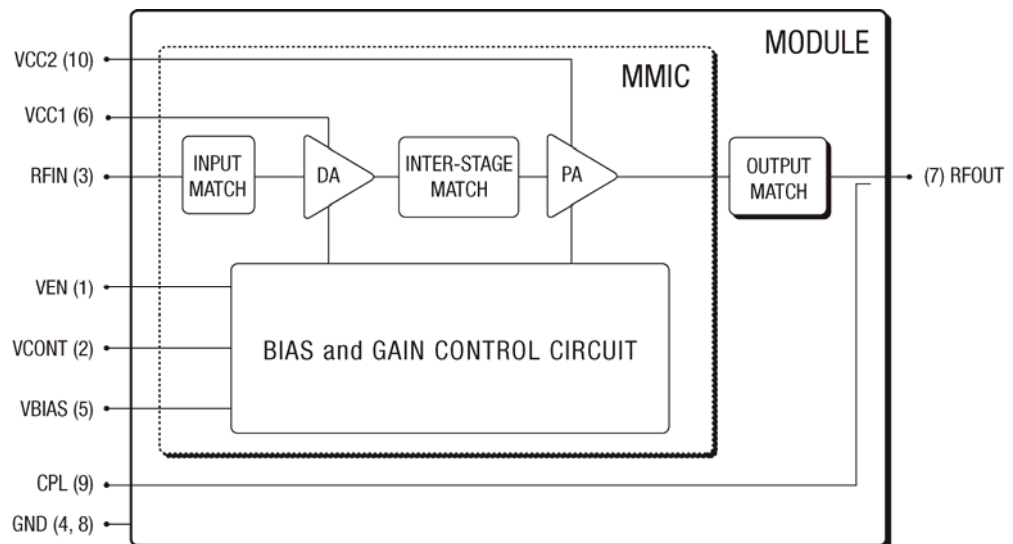 MODULE
VCC2 (10)
MMIC
VCC1 (6)
RFIN (3)
INPUT
MATCH
DA
INTER-STAGE
MATCH
PA
OUTPUT
MATCH
(7) RFOUT
VEN (1)
VCONT (2)
BIAS and GAIN CONTROL CIRCUIT
VBIAS (5)
CPL (9)
GND (4, 8)